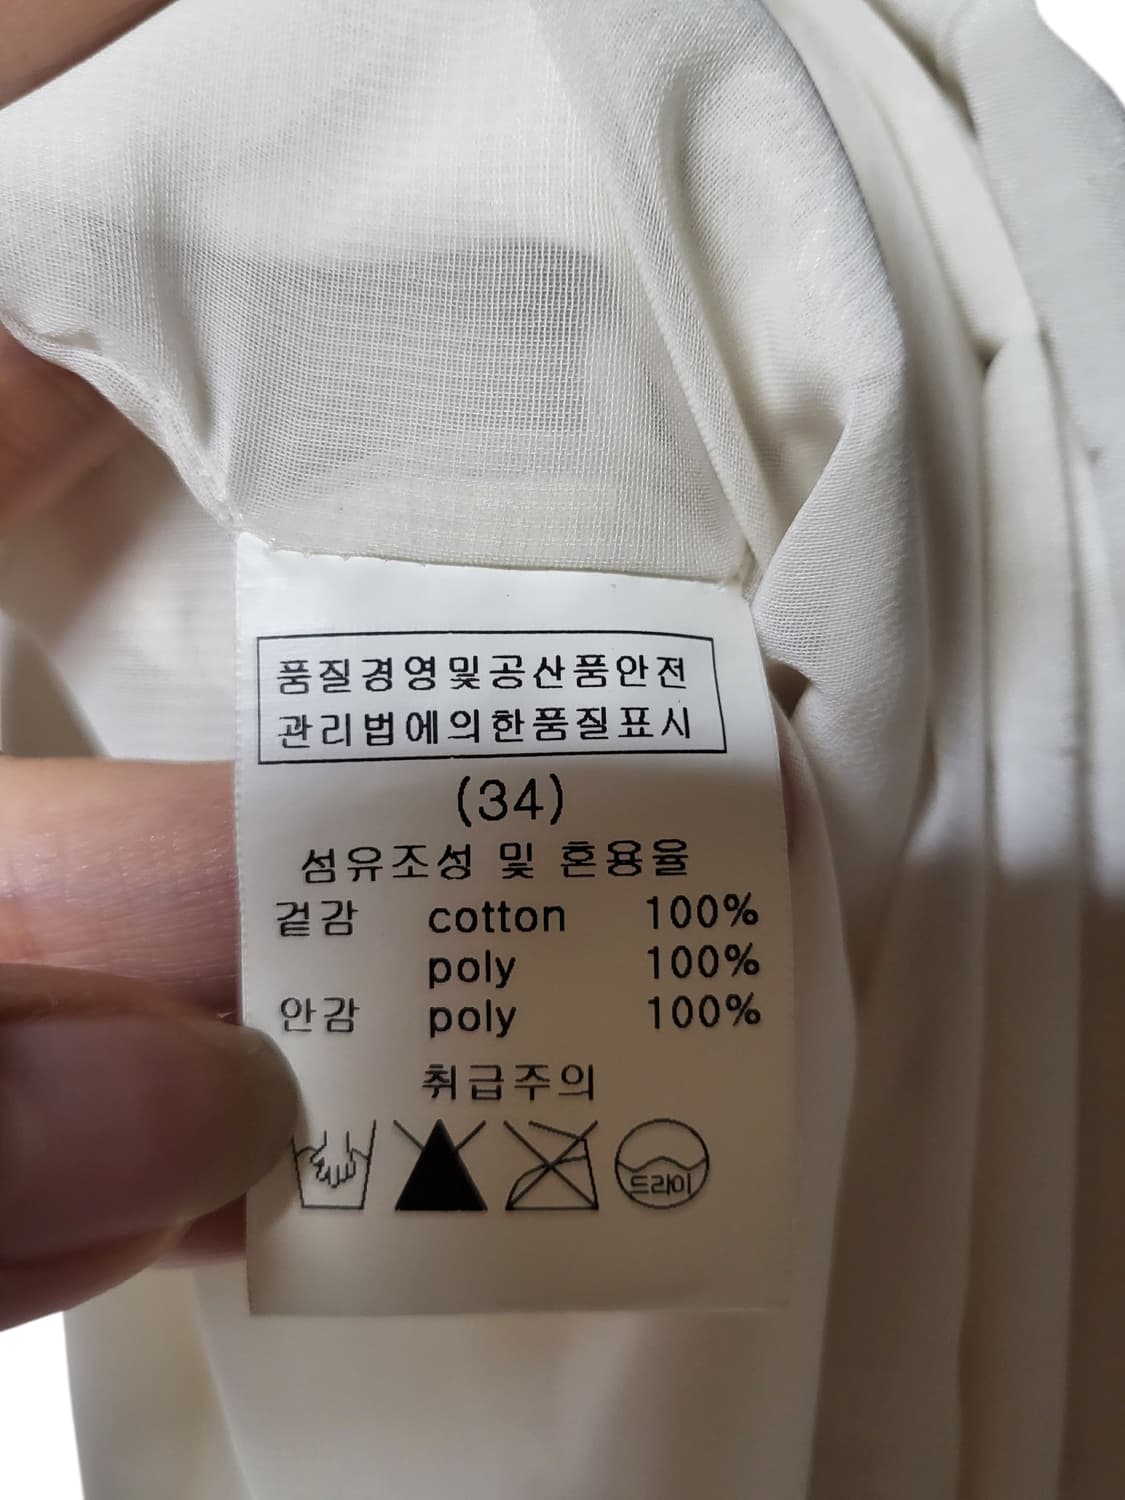 품질경영및공산품안전
관리법에의한품질표시
(34)
섬유조성 및 혼용율
겉감 cotton 100%
poly 100%
안감 poly 100%
취급주의
드라이